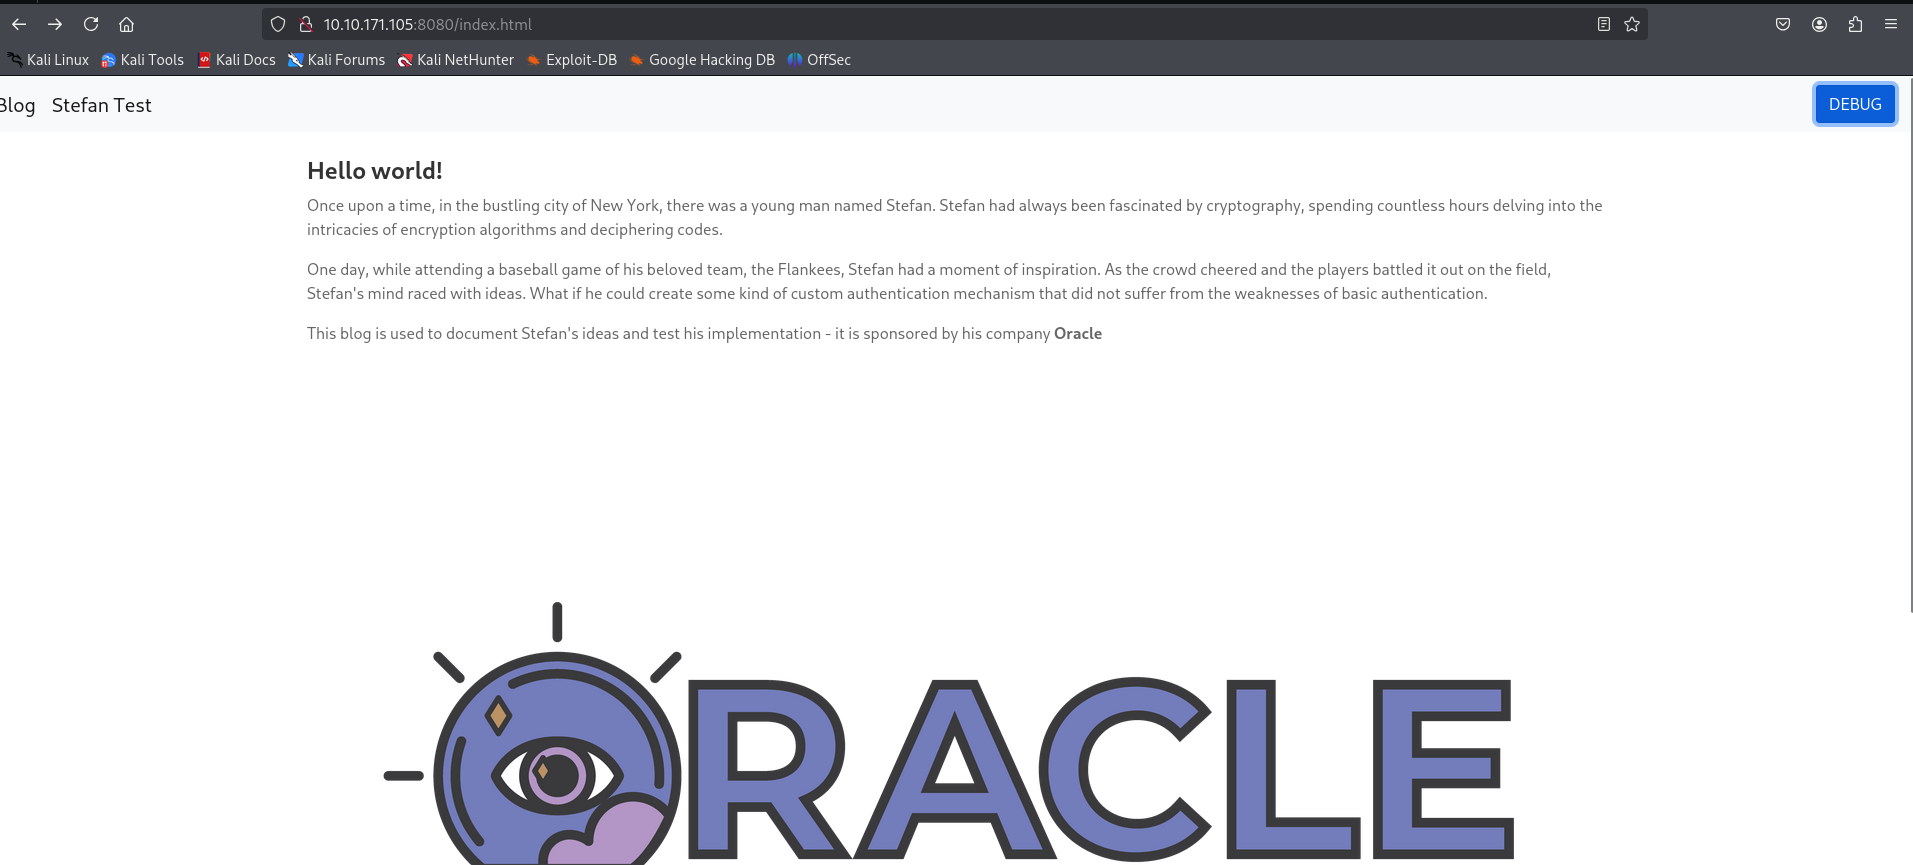 10.10.171.105:8080/index.html
Kali Linux Kali Tools Kali Docs Kali Forums Kali NetHunter Exploit-DB Google Hacking DB OffSec
Blog Stefan Test DEBUG
Hello world!
Once upon a time, in the bustling city of New York, there was a young man named Stefan. Stefan had always been fascinated by cryptography, spending countless hours delving into the
intricacies of encryption algorithms and deciphering codes.
One day, while attending a baseball game of his beloved team, the Flankees, Stefan had a moment of inspiration. As the crowd cheered and the players battled it out on the field,
Stefan's mind raced with ideas. What if he could create some kind of custom authentication mechanism that did not suffer from the weaknesses of basic authentication.
This blog is used to document Stefan's ideas and test his implementation - it is sponsored by his company Oracle
ORACLE